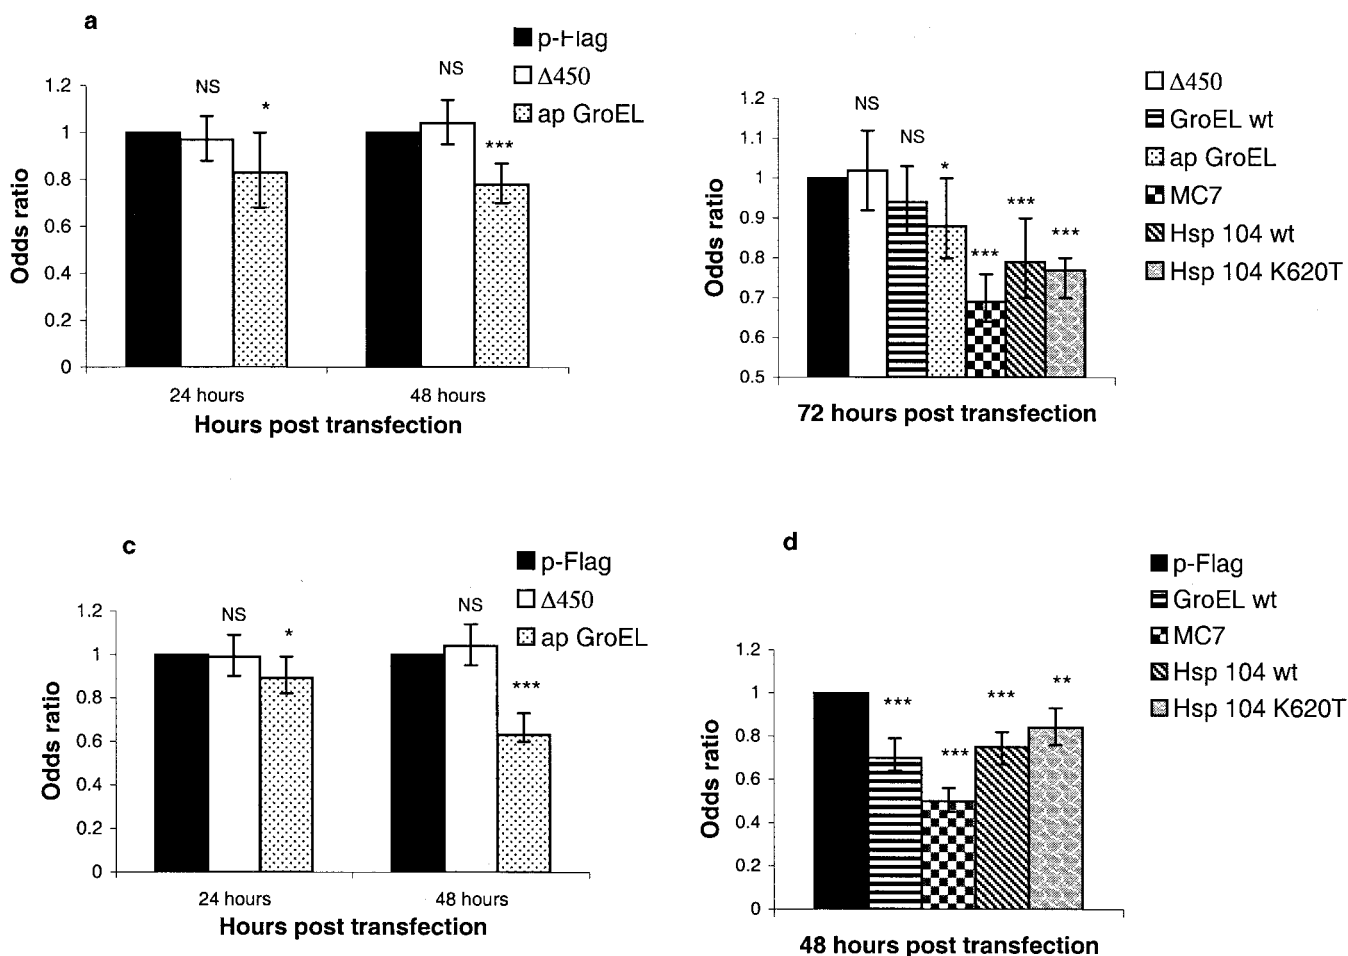 a
p-Flag
Δ450
ap GroEL
NS
*
NS
***
1.2
1
0.8
0.6
0.4
0.2
0
Odds ratio
24 hours
48 hours
Hours post transfection
Δ450
GroEL wt
ap GroEL
MC7
Hsp 104 wt
Hsp 104 K620T
NS
NS
*
***
***
***
1.2
1.1
1
0.9
0.8
0.7
0.6
0.5
Odds ratio
72 hours post transfection
c
p-Flag
Δ450
ap GroEL
NS
*
NS
***
1.2
1
0.8
0.6
0.4
0.2
0
Odds ratio
24 hours
48 hours
Hours post transfection
d
p-Flag
GroEL wt
MC7
Hsp 104 wt
Hsp 104 K620T
***
***
***
**
1.2
1
0.8
0.6
0.4
0.2
0
Odds ratio
48 hours post transfection